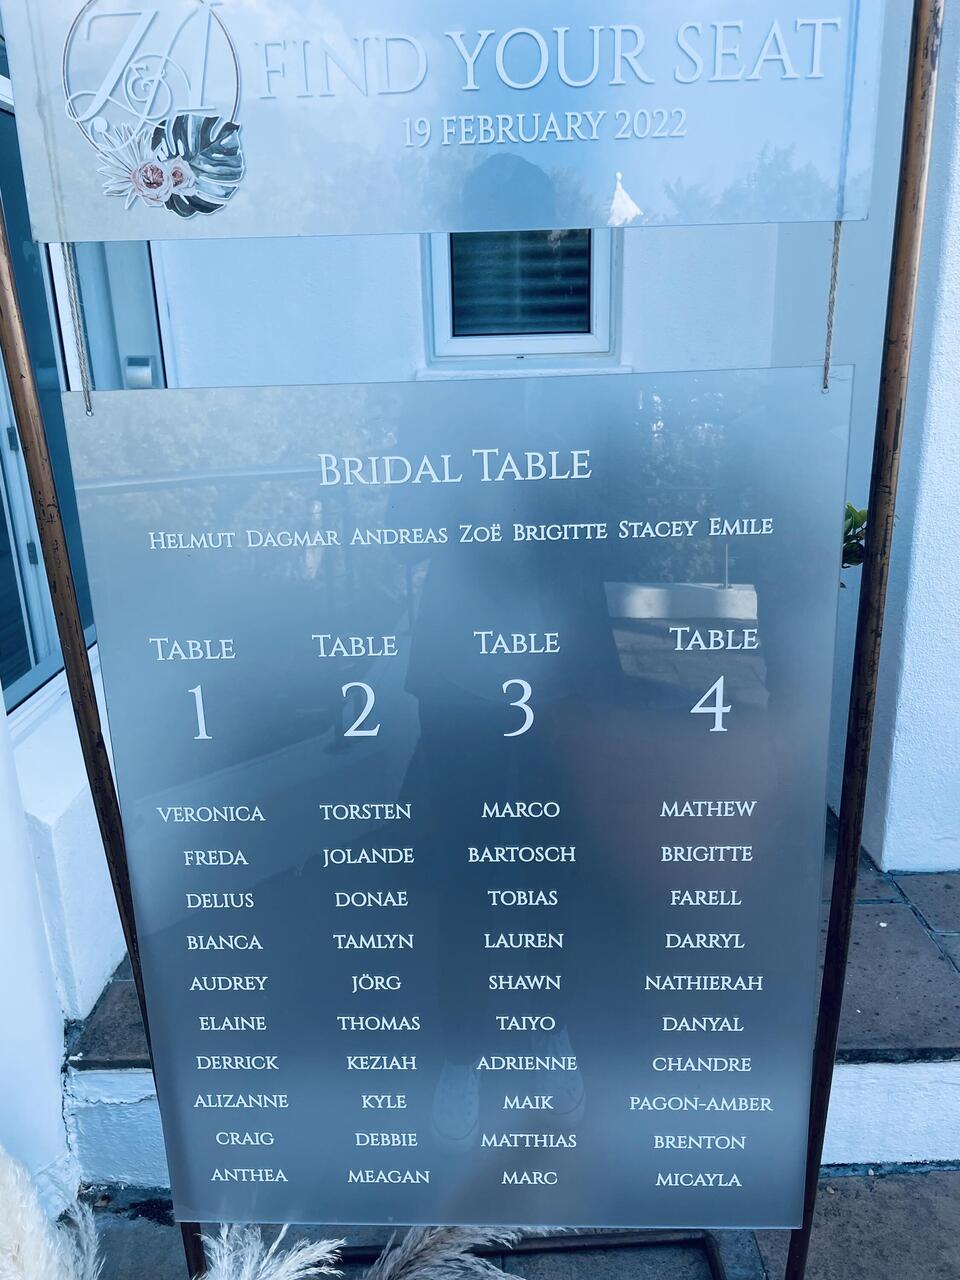 FIND YOUR SEAT
19 FEBRUARY 2022
BRIDAL TABLE
HELMUT DAGMAR ANDREAS ZOË BRIGITTE STACEY EMILE
TABLE 1
VERONICA
FREDA
DELIUS
BIANCA
AUDREY
ELAINE
DERRICK
ALIZANNE
CRAIG
ANTHEA
TABLE 2
TORSTEN
JOLANDE
DONAE
TAMLYN
JÖRG
THOMAS
KEZIAH
KYLE
DEBBIE
MEAGAN
TABLE 3
MARCO
BARTOSCH
TOBIAS
LAUREN
SHAWN
TAIYO
ADRIENNE
MAIK
MATTHIAS
MARC
TABLE 4
MATHEW
BRIGITTE
FARELL
DARRYL
NATHIERAH
DANYAL
CHANDRE
PAGON-AMBER
BRENTON
MICAYLA